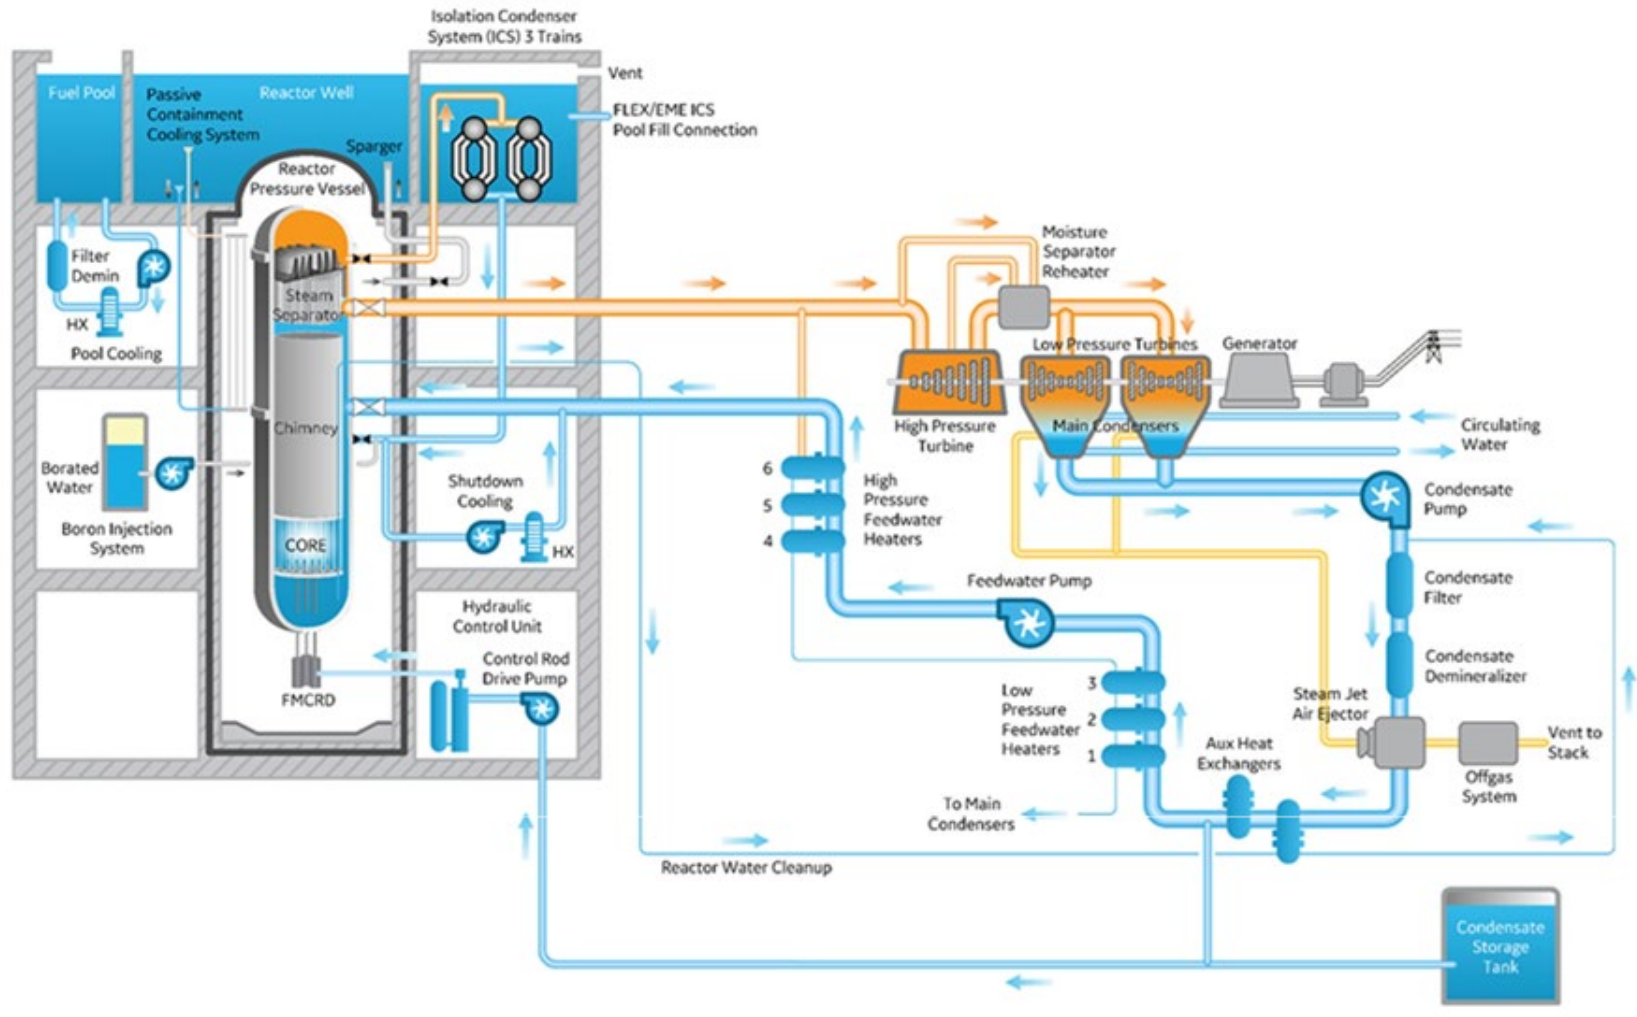 Isolation Condenser
System (ICS) 3 Trains
Vent
Fuel Pool
Passive
Containment
Cooling System
Reactor Well
FLEX/EME ICS
Pool Fill Connection
Sparger
Reactor
Pressure Vessel
Filter
Demin
HX
Pool Cooling
Steam
Separator
Moisture
Separator
Reheater
Low Pressure Turbines
Generator
High Pressure
Turbine
Main Condensers
Circulating
Water
Chimney
Borated
Water
Boron Injection
System
Shutdown
Cooling
HX
CORE
6
5
4
High
Pressure
Feedwater
Heaters
Condensate
Pump
Feedwater Pump
Condensate
Filter
Hydraulic
Control Unit
Control Rod
Drive Pump
FMCRD
Condensate
Demineralizer
Low
Pressure
Feedwater
Heaters
3
2
1
Steam Jet
Air Ejector
Aux Heat
Exchangers
Vent to
Stack
Offgas
System
To Main
Condensers
Reactor Water Cleanup
Condensate
Storage
Tank